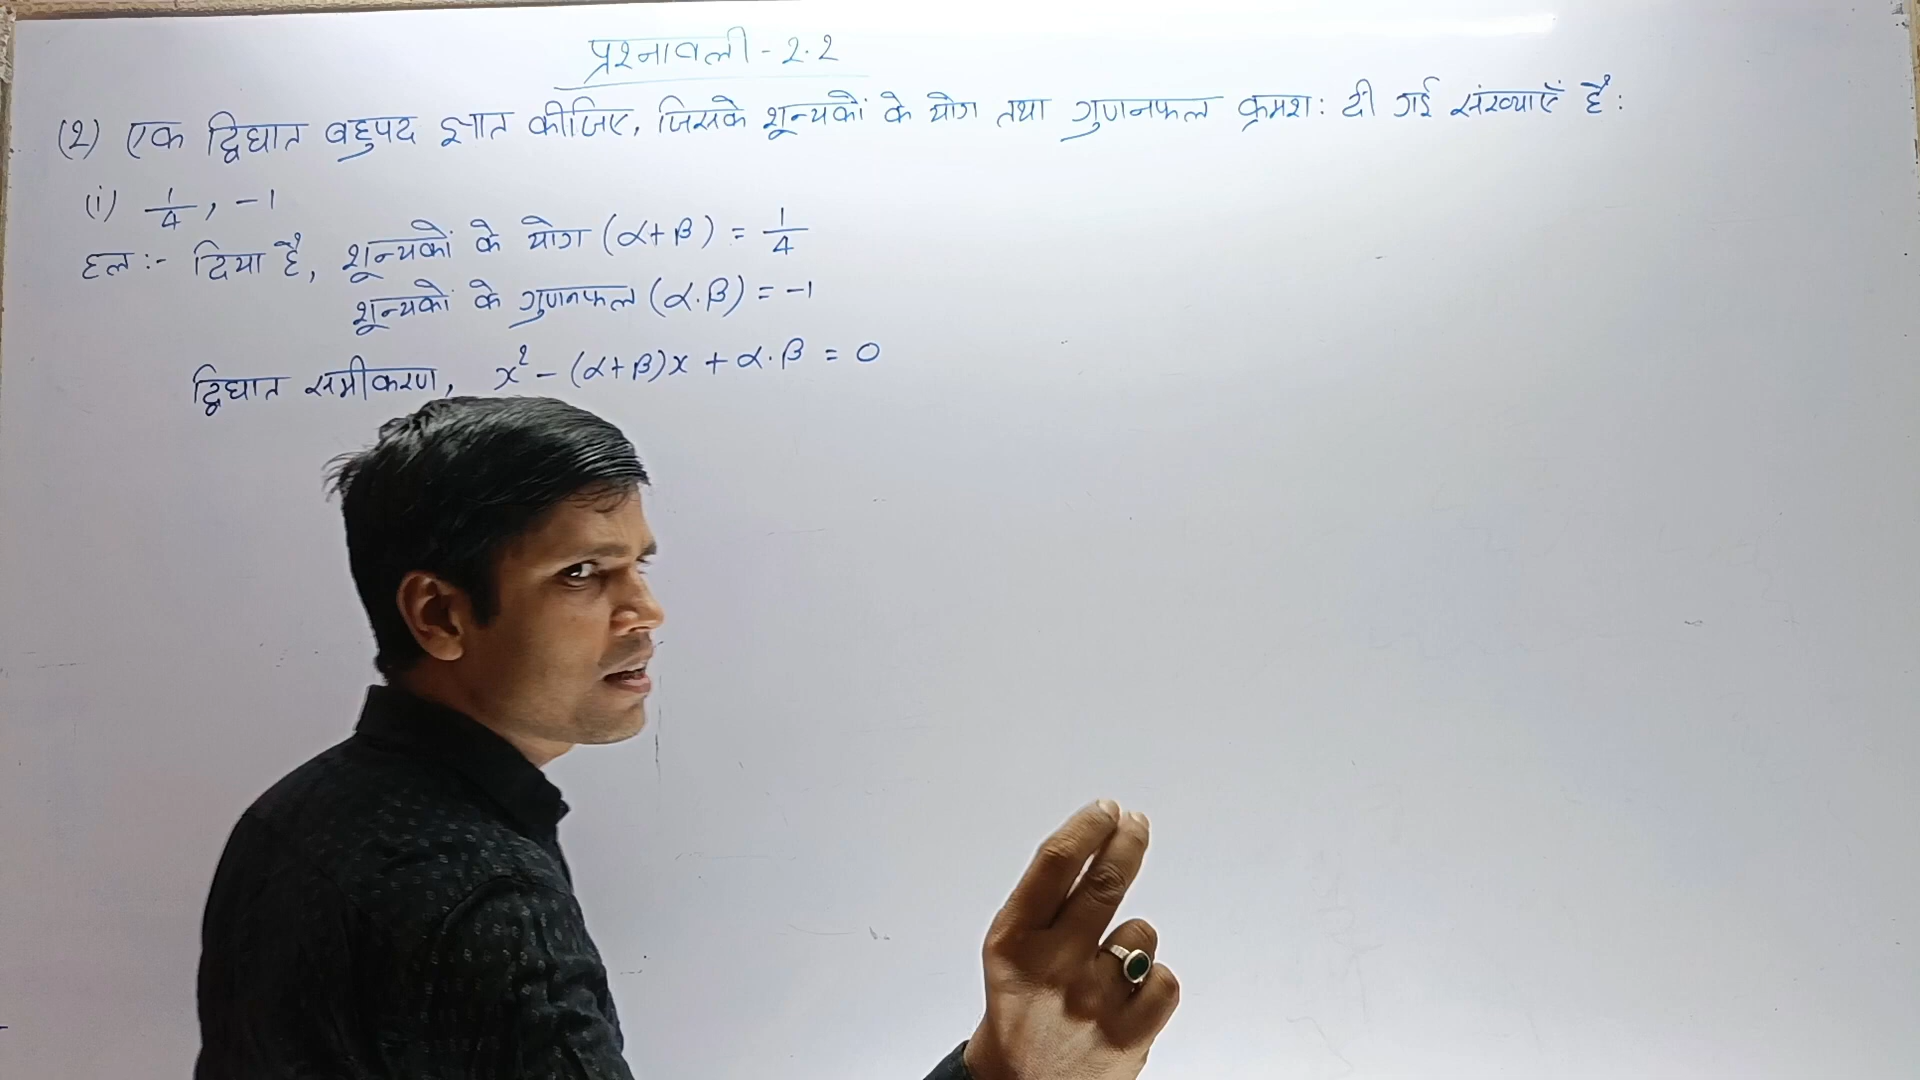 प्रश्नावली - 2.2
(2) एक द्विघात बहुपद ज्ञात कीजिए, जिसके शून्यकों के योग तथा गुणनफल क्रमशः दी गई संख्याएँ हैं :
(i) 1/4, -1
हल :- दिया है, शून्यकों के योग (α+β) = 1/4
शून्यकों के गुणनफल (α.β) = -1
द्विघात समीकरण, x² - (α+β)x + α.β = 0